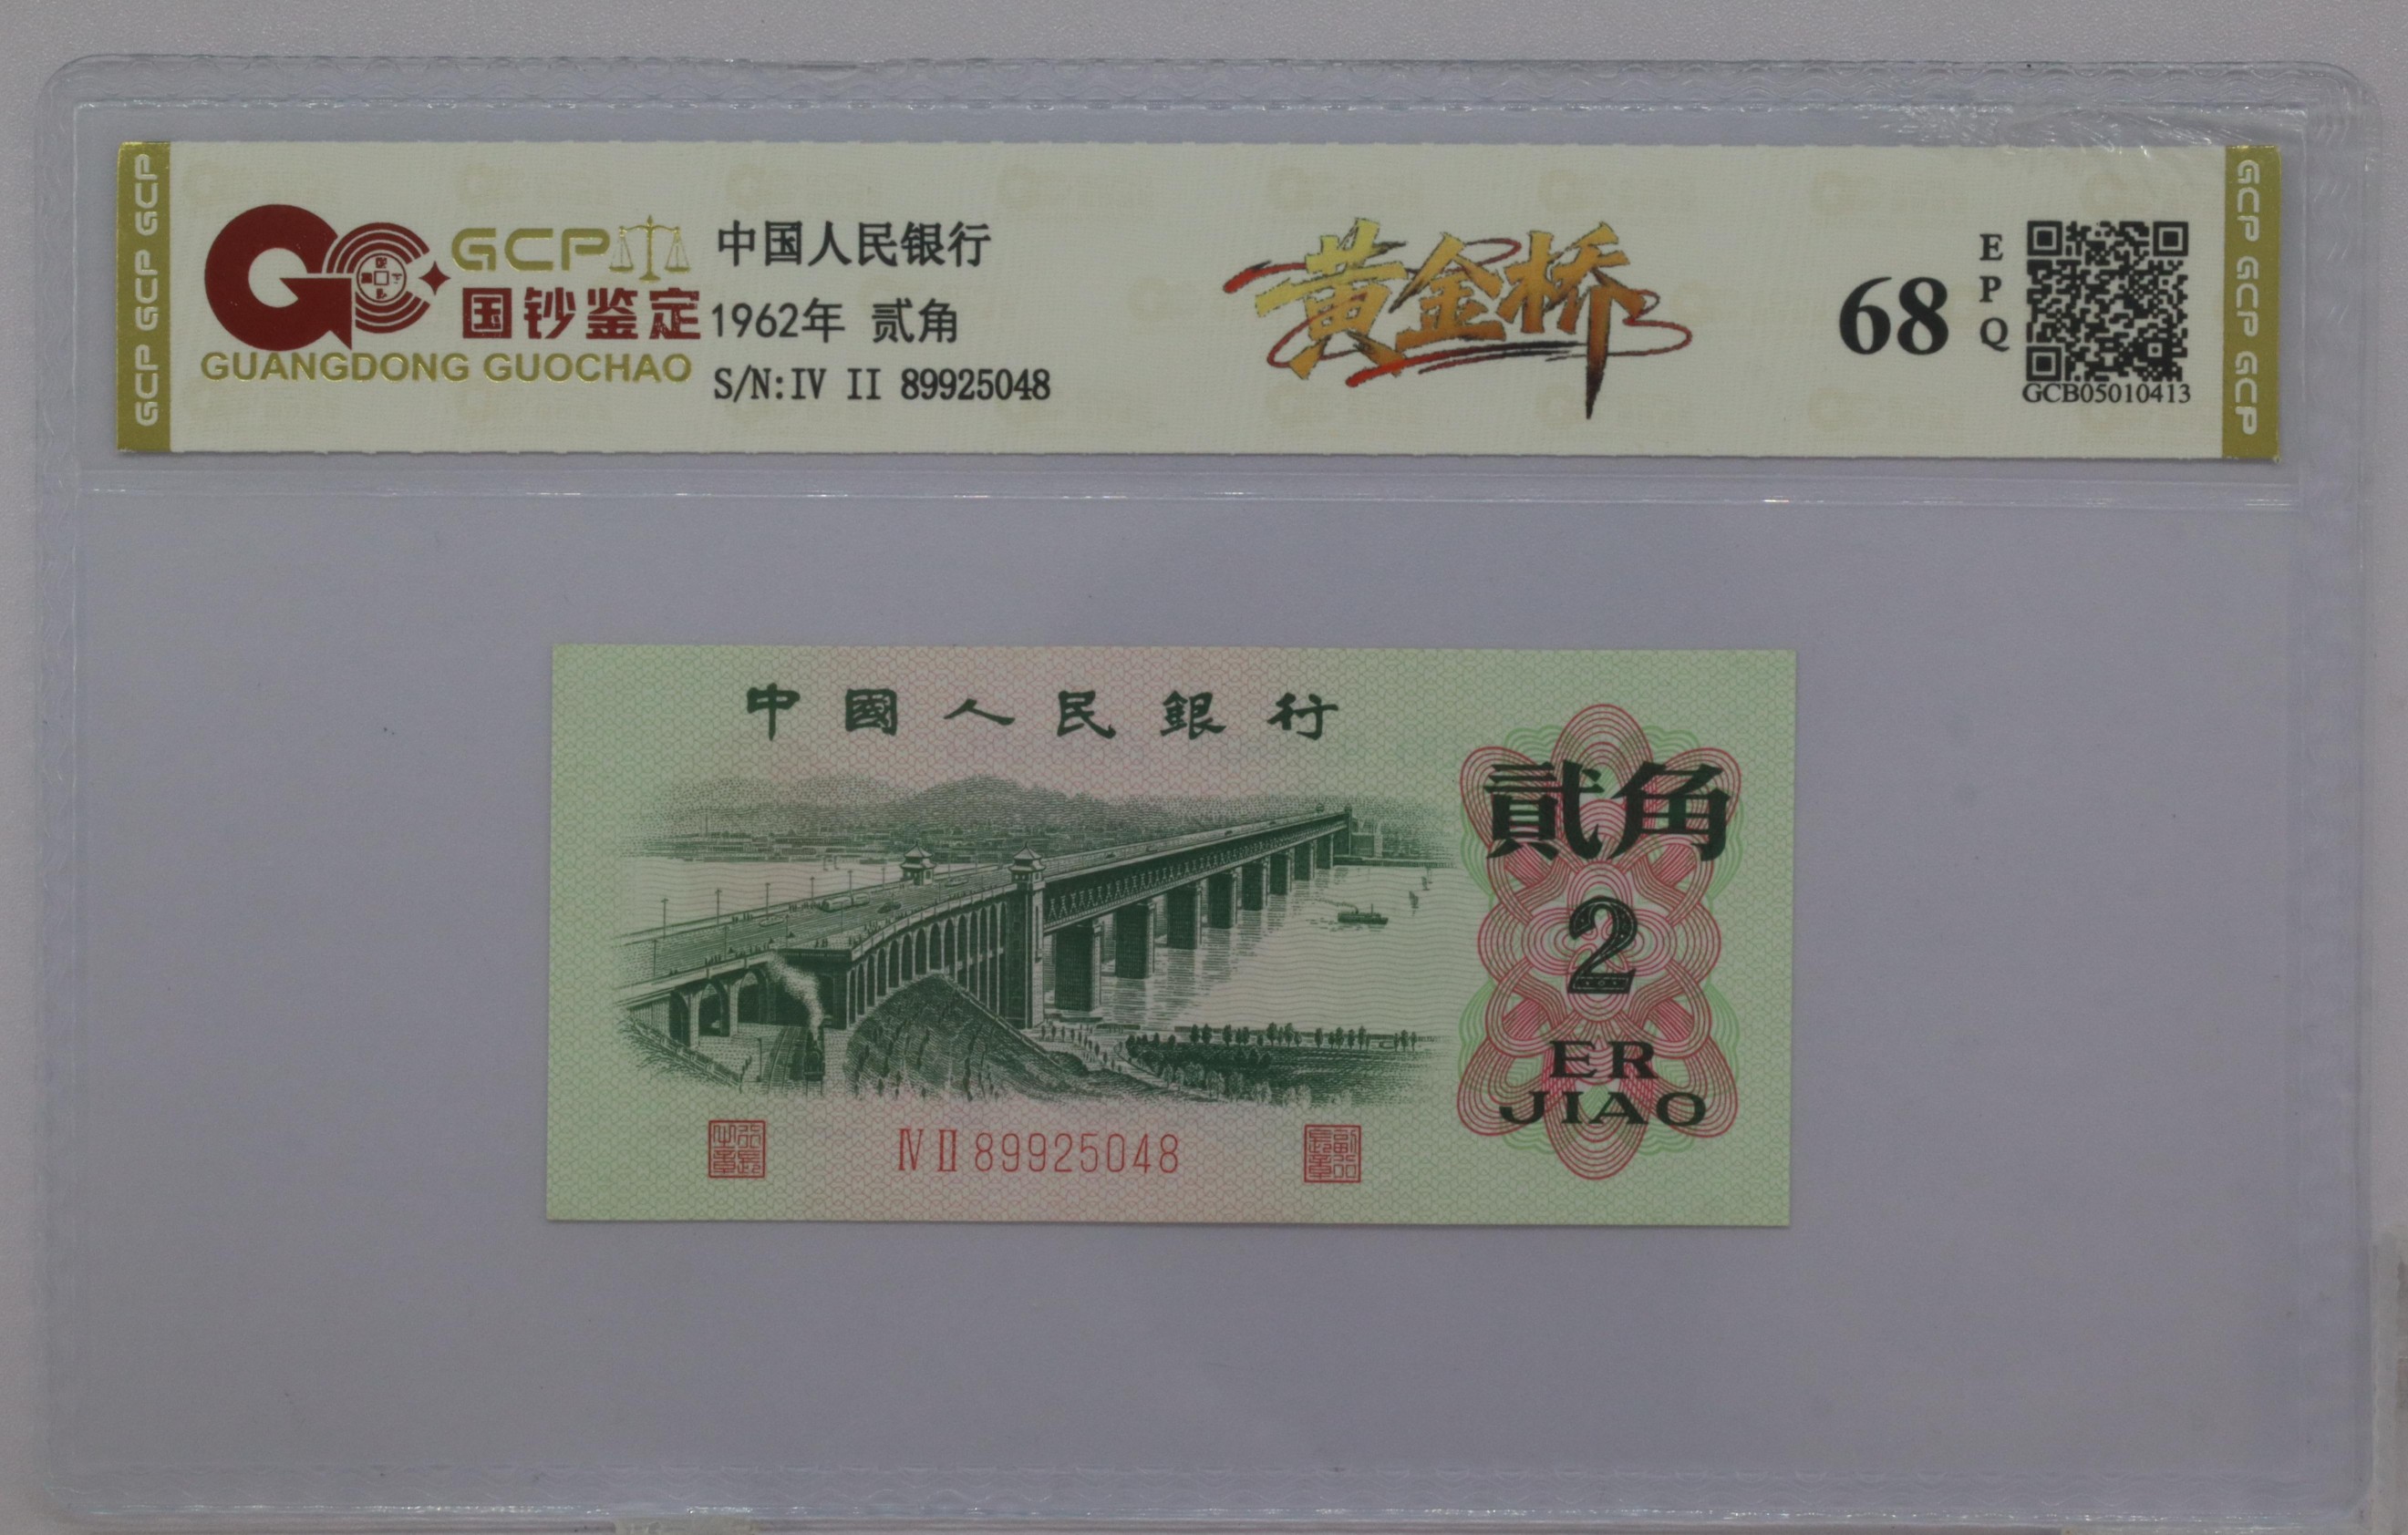 GCP GCP GCP
GCP
国钞鉴定
GUANGDONG GUOCHAO
中国人民银行
1962年 贰角
S/N:IV II 89925048
黄金桥
68
EPQ
GCB05010413
GCP GCP GCP
中國人民銀行
貳角
2
ER
JIAO
IV II 89925048